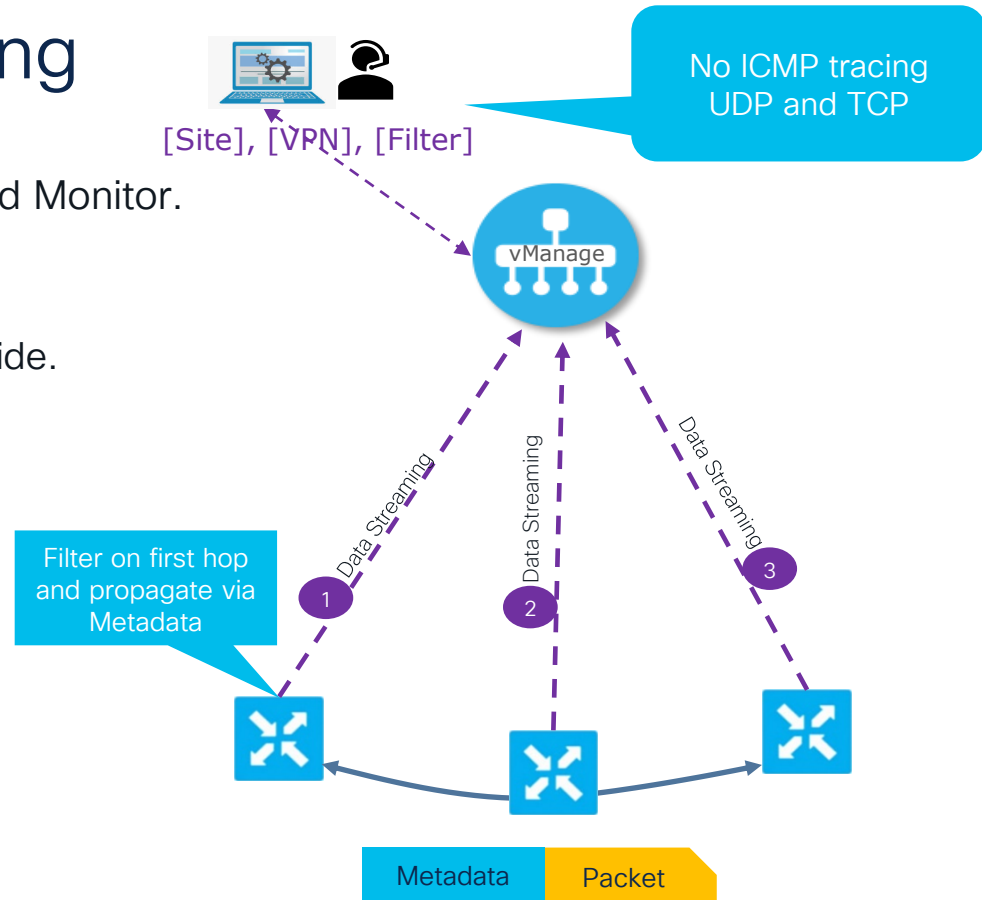 ng
No ICMP tracing
UDP and TCP
[Site], [VPN], [Filter]
d Monitor.
vManage
ide.
Data Streaming
Data Streaming
Data Streaming
Filter on first hop
and propagate via
Metadata
1
2
3
Metadata
Packet